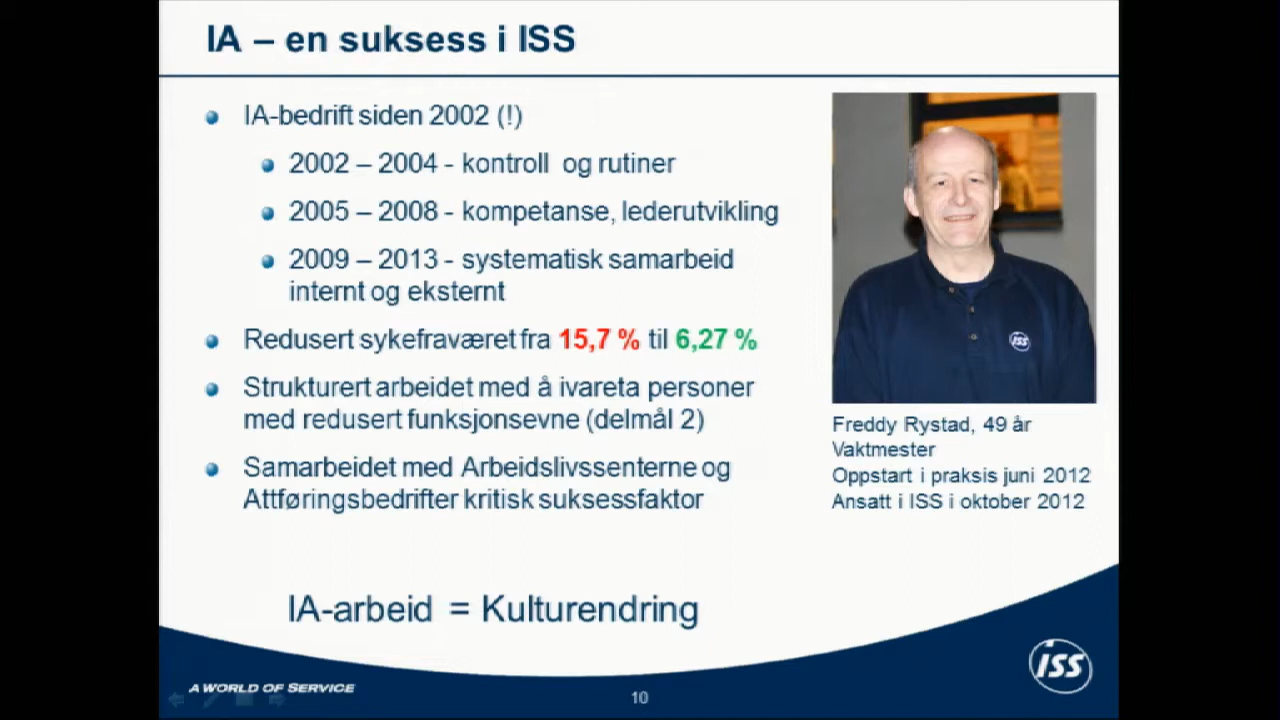 IA – en suksess i ISS
IA-bedrift siden 2002 (!)
2002 – 2004 - kontroll og rutiner
2005 – 2008 - kompetanse, lederutvikling
2009 – 2013 - systematisk samarbeid
internt og eksternt
Redusert sykefraværet fra 15,7 % til 6,27 %
Strukturert arbeidet med å ivareta personer
med redusert funksjonsevne (delmål 2)
Samarbeidet med Arbeidslivssenterne og
Attføringsbedrifter kritisk suksessfaktor
ISS
Freddy Rystad, 49 år
Vaktmester
Oppstart i praksis juni 2012
Ansatt i ISS i oktober 2012
IA-arbeid = Kulturendring
A WORLD OF SERVICE
10
ISS